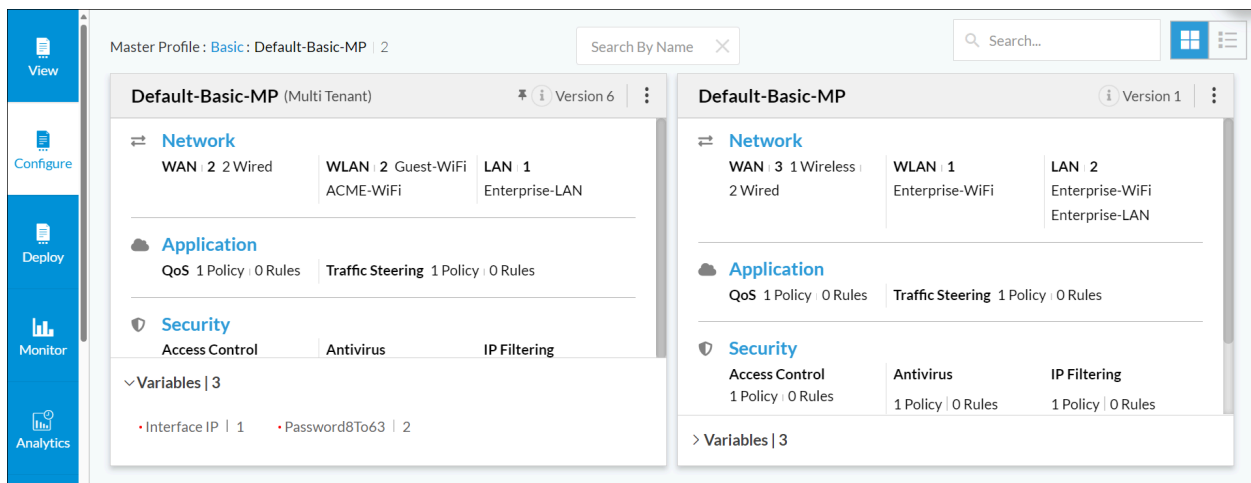 View
Configure
Deploy
Monitor
Analytics
Master Profile : Basic : Default-Basic-MP | 2
Search By Name
Search...
Default-Basic-MP (Multi Tenant)
i Version 6
Network
WAN | 2 2 Wired
WLAN | 2 Guest-WiFi
ACME-WiFi
LAN | 1
Enterprise-LAN
Application
QoS 1 Policy | 0 Rules
Traffic Steering 1 Policy | 0 Rules
Security
Access Control
Antivirus
IP Filtering
Variables | 3
Interface IP | 1
Password8To63 | 2
Default-Basic-MP
i Version 1
Network
WAN | 3 1 Wireless |
2 Wired
WLAN | 1
Enterprise-WiFi
LAN | 2
Enterprise-WiFi
Enterprise-LAN
Application
QoS 1 Policy | 0 Rules
Traffic Steering 1 Policy | 0 Rules
Security
Access Control
1 Policy | 0 Rules
Antivirus
1 Policy | 0 Rules
IP Filtering
1 Policy | 0 Rules
Variables | 3